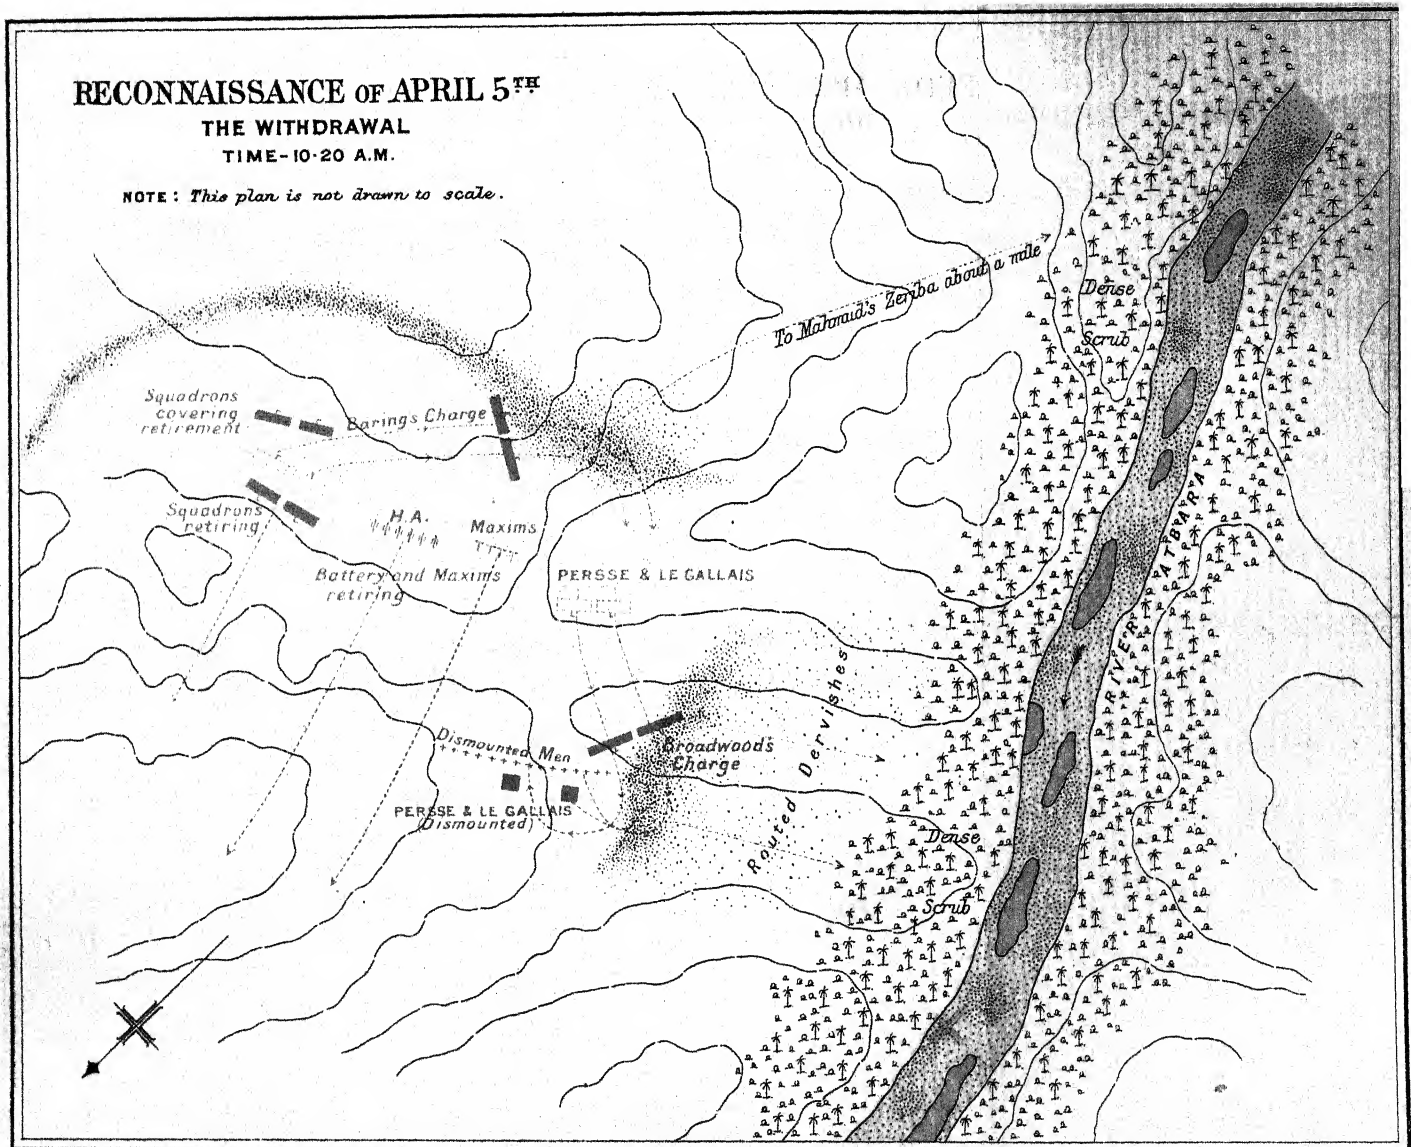 RECONNAISSANCE OF APRIL 5TH
THE WITHDRAWAL
TIME-10·20 A.M.
NOTE: This plan is not drawn to scale.
To Mahmud's Zeriba about a mile
Dense
Scrub
Squadrons
covering
retirement
Barings Charge
Squadrons
retiring
H.A.
Maxims
Battery and Maxims
retiring
PERSSE & LE GALLAIS
RIVER ATBARA
Routed Dervishes
Dismounted Men
Broadwood's
Charge
PERSSE & LE GALLAIS
(Dismounted)
Dense
Scrub